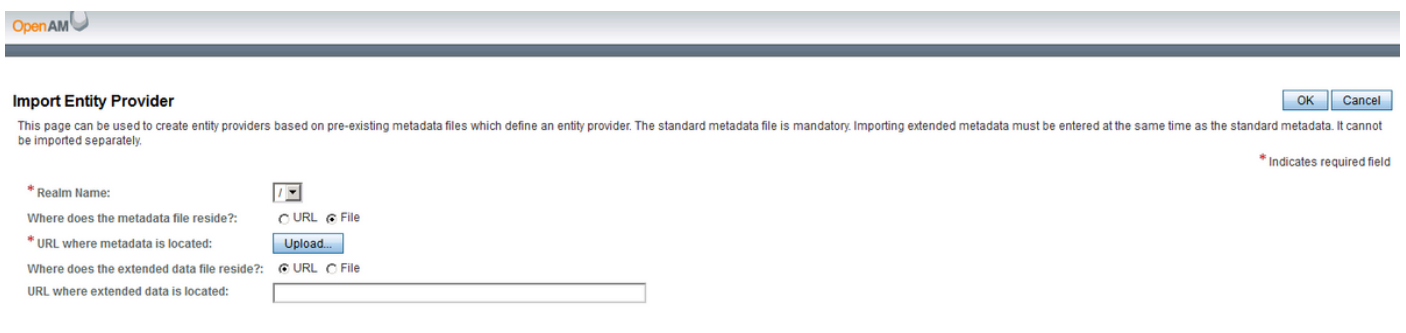 OpenAM
Import Entity Provider
OK Cancel
This page can be used to create entity providers based on pre-existing metadata files which define an entity provider. The standard metadata file is mandatory. Importing extended metadata must be entered at the same time as the standard metadata. It cannot
be imported separately.
* Indicates required field
* Realm Name: /
Where does the metadata file reside?: URL File
* URL where metadata is located: Upload...
Where does the extended data file reside?: URL File
URL where extended data is located: